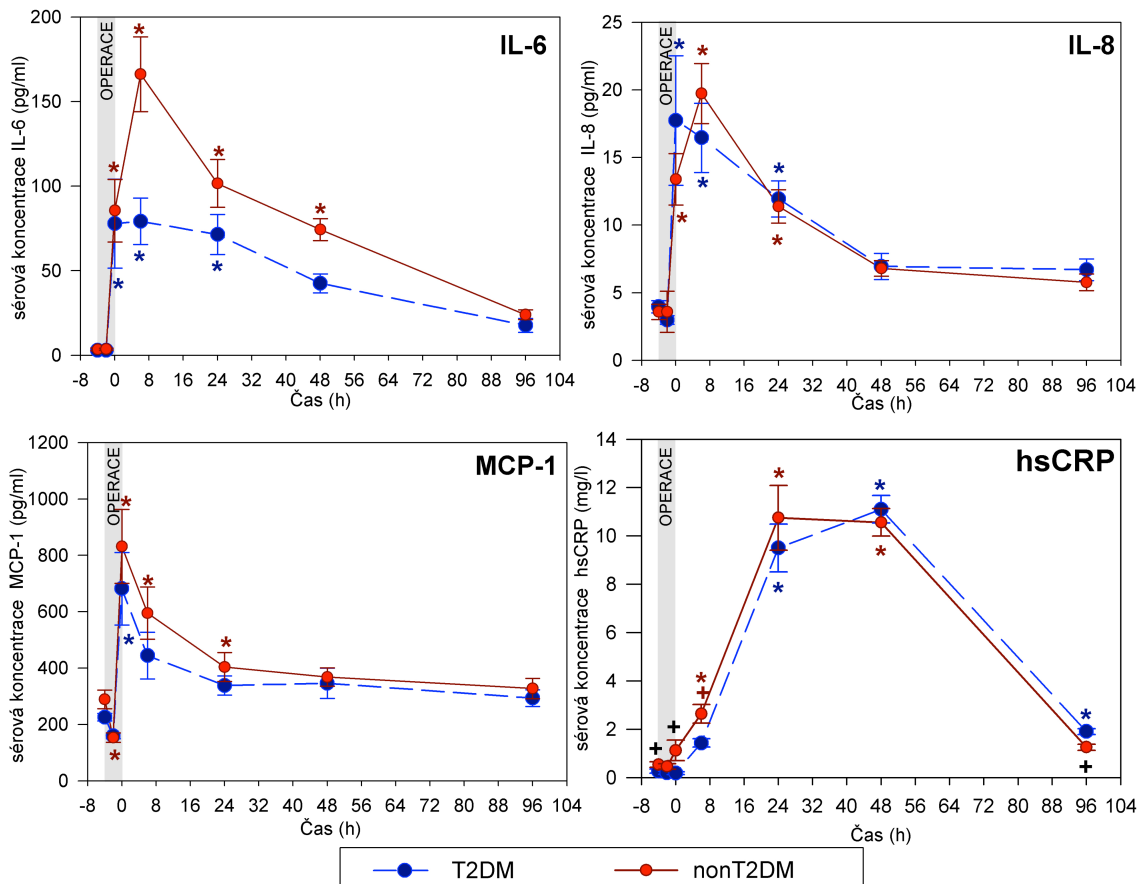 IL-6
OPERACE
sérová koncentrace IL-6 (pg/ml)
200
150
100
50
0
* * * * * * *
-8 0 8 16 24 32 40 48 56 64 72 80 88 96 104
Čas (h)
IL-8
OPERACE
sérová koncentrace IL-8 (pg/ml)
25
20
15
10
5
0
* * * * * *
-8 0 8 16 24 32 40 48 56 64 72 80 88 96 104
Čas (h)
MCP-1
OPERACE
sérová koncentrace MCP-1 (pg/ml)
1200
1000
800
600
400
200
0
* * * * *
-8 0 8 16 24 32 40 48 56 64 72 80 88 96 104
Čas (h)
hsCRP
OPERACE
sérová koncentrace hsCRP (mg/l)
14
12
10
8
6
4
2
0
+ + * + * * * * * +
-8 0 8 16 24 32 40 48 56 64 72 80 88 96 104
Čas (h)
T2DM
nonT2DM